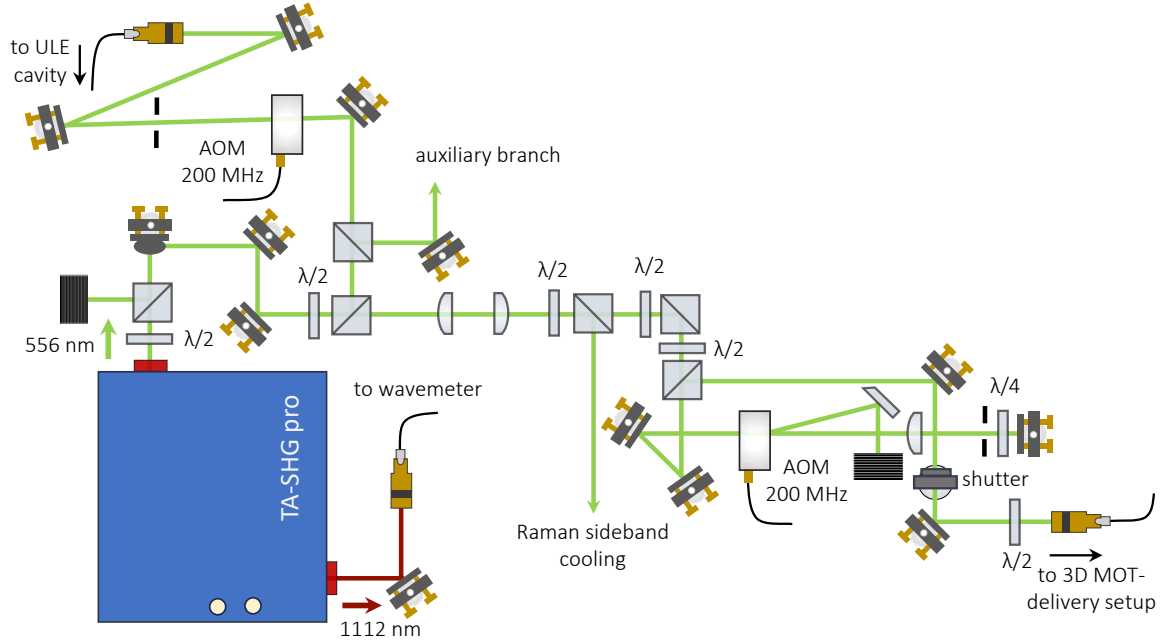 to ULE
cavity
AOM
200 MHz
auxiliary branch
λ/2
λ/2
λ/2
556 nm
λ/2
λ/2
to wavemeter
λ/4
TA-SHG pro
AOM
200 MHz
shutter
Raman sideband
cooling
λ/2
to 3D MOT-
delivery setup
1112 nm